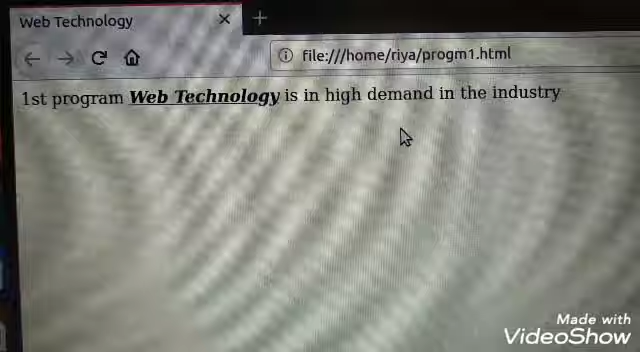 Web Technology
file:///home/riya/progm1.html
1st program Web Technology is in high demand in the industry
Made with
VideoShow